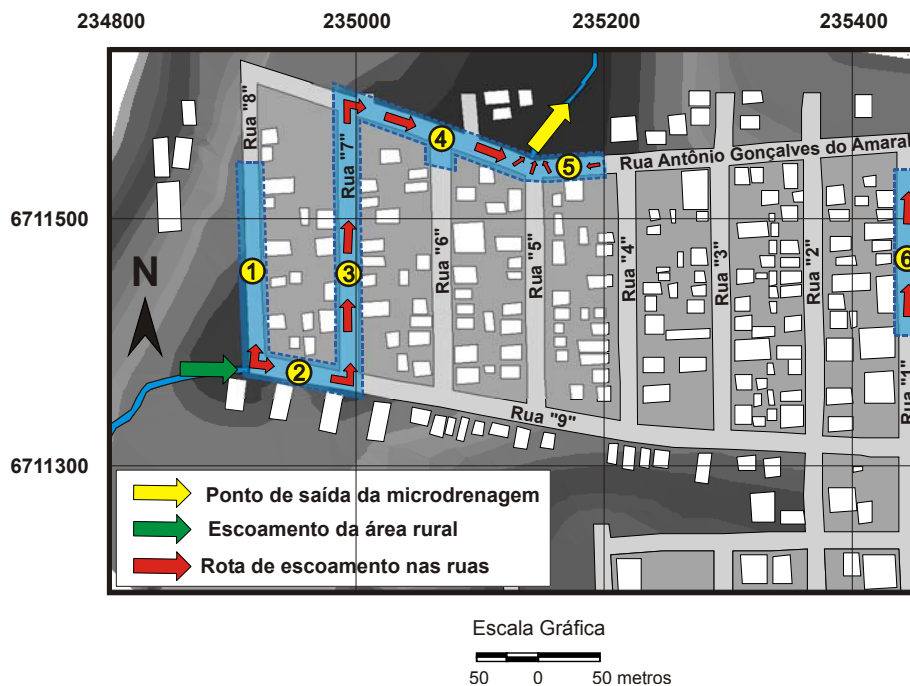 234800 235000 235200 235400
6711500
6711300
N
Rua "8"
Rua "7"
Rua "6"
Rua "5"
Rua "4"
Rua "3"
Rua "2"
Rua "1"
Rua "9"
Rua Antônio Gonçalves do Amaral
1
2
3
4
5
6
Ponto de saída da microdrenagem
Escoamento da área rural
Rota de escoamento nas ruas
Escala Gráfica
50 0 50 metros